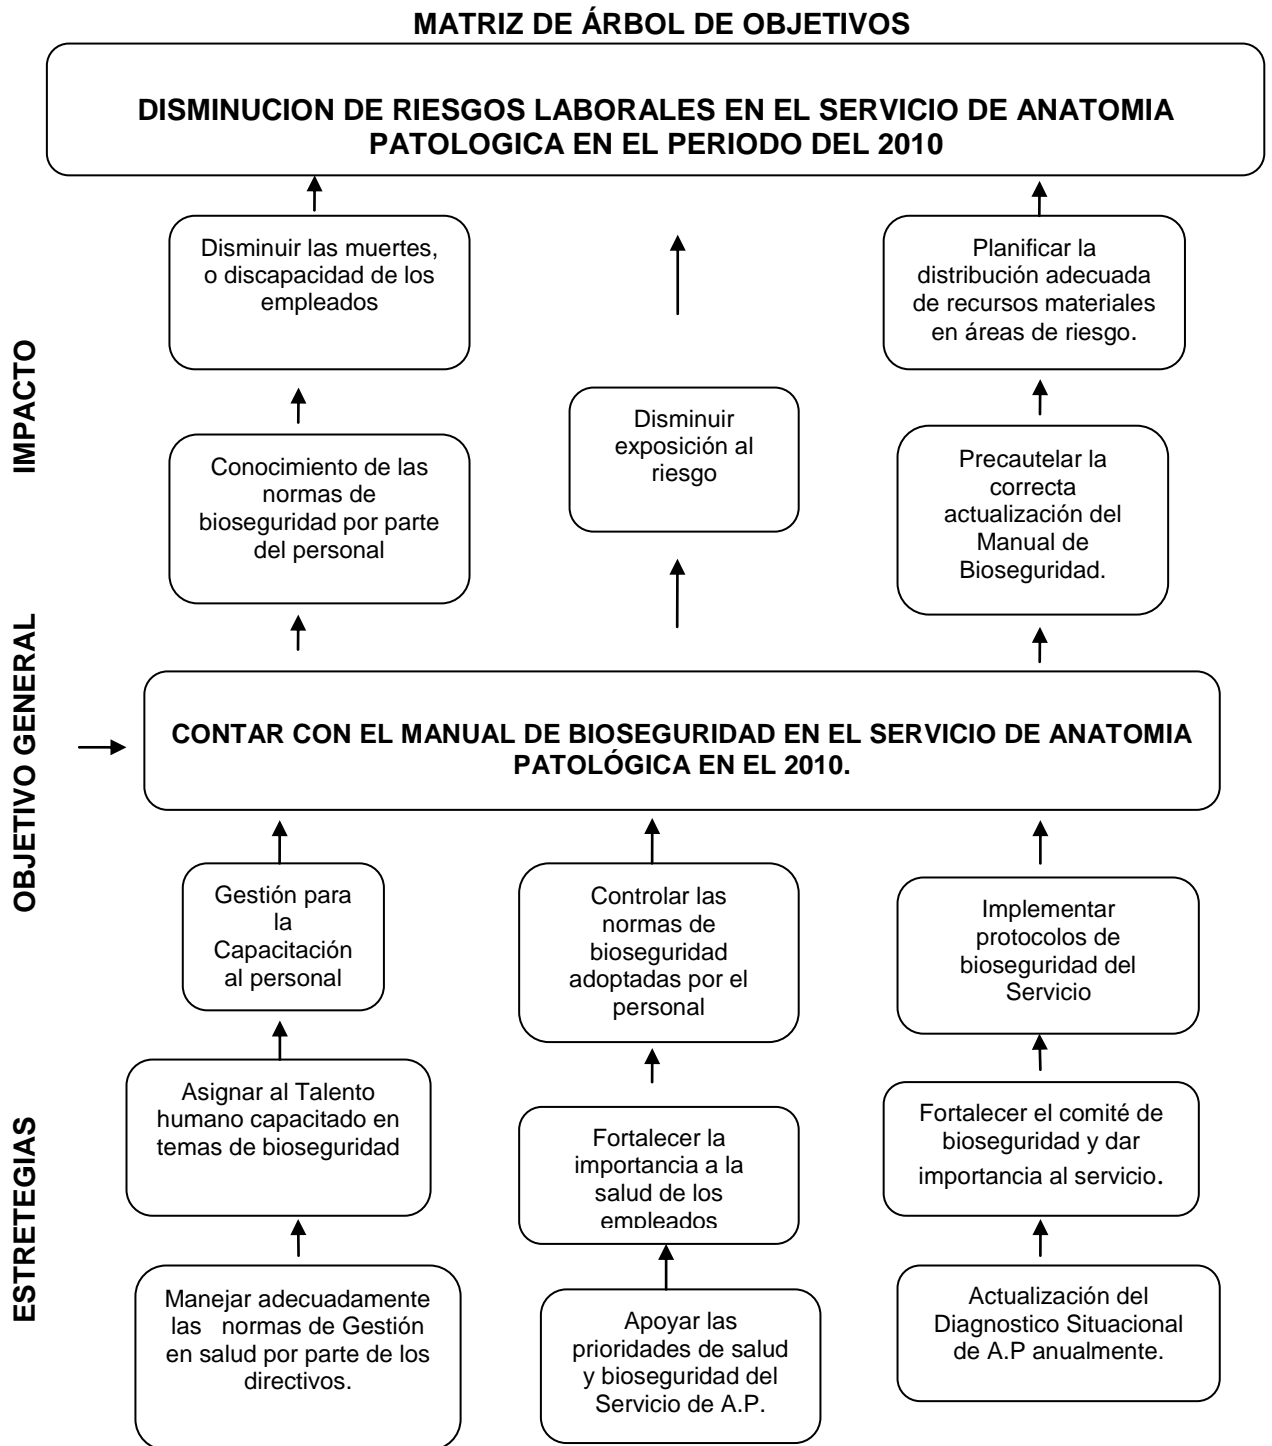 MATRIZ DE ÁRBOL DE OBJETIVOS
DISMINUCION DE RIESGOS LABORALES EN EL SERVICIO DE ANATOMIA
PATOLOGICA EN EL PERIODO DEL 2010
IMPACTO
Disminuir las muertes,
o discapacidad de los
empleados
Planificar la
distribución adecuada
de recursos materiales
en áreas de riesgo.
Conocimiento de las
normas de
bioseguridad por parte
del personal
Disminuir
exposición al
riesgo
Precautelar la
correcta
actualización del
Manual de
Bioseguridad.
OBJETIVO GENERAL
CONTAR CON EL MANUAL DE BIOSEGURIDAD EN EL SERVICIO DE ANATOMIA
PATOLÓGICA EN EL 2010.
Gestión para
la
Capacitación
al personal
Controlar las
normas de
bioseguridad
adoptadas por el
personal
Implementar
protocolos de
bioseguridad del
Servicio
ESTRETEGIAS
Asignar al Talento
humano capacitado en
temas de bioseguridad
Fortalecer la
importancia a la
salud de los
empleados
Fortalecer el comité de
bioseguridad y dar
importancia al servicio.
Manejar adecuadamente
las normas de Gestión
en salud por parte de los
directivos.
Apoyar las
prioridades de salud
y bioseguridad del
Servicio de A.P.
Actualización del
Diagnostico Situacional
de A.P anualmente.